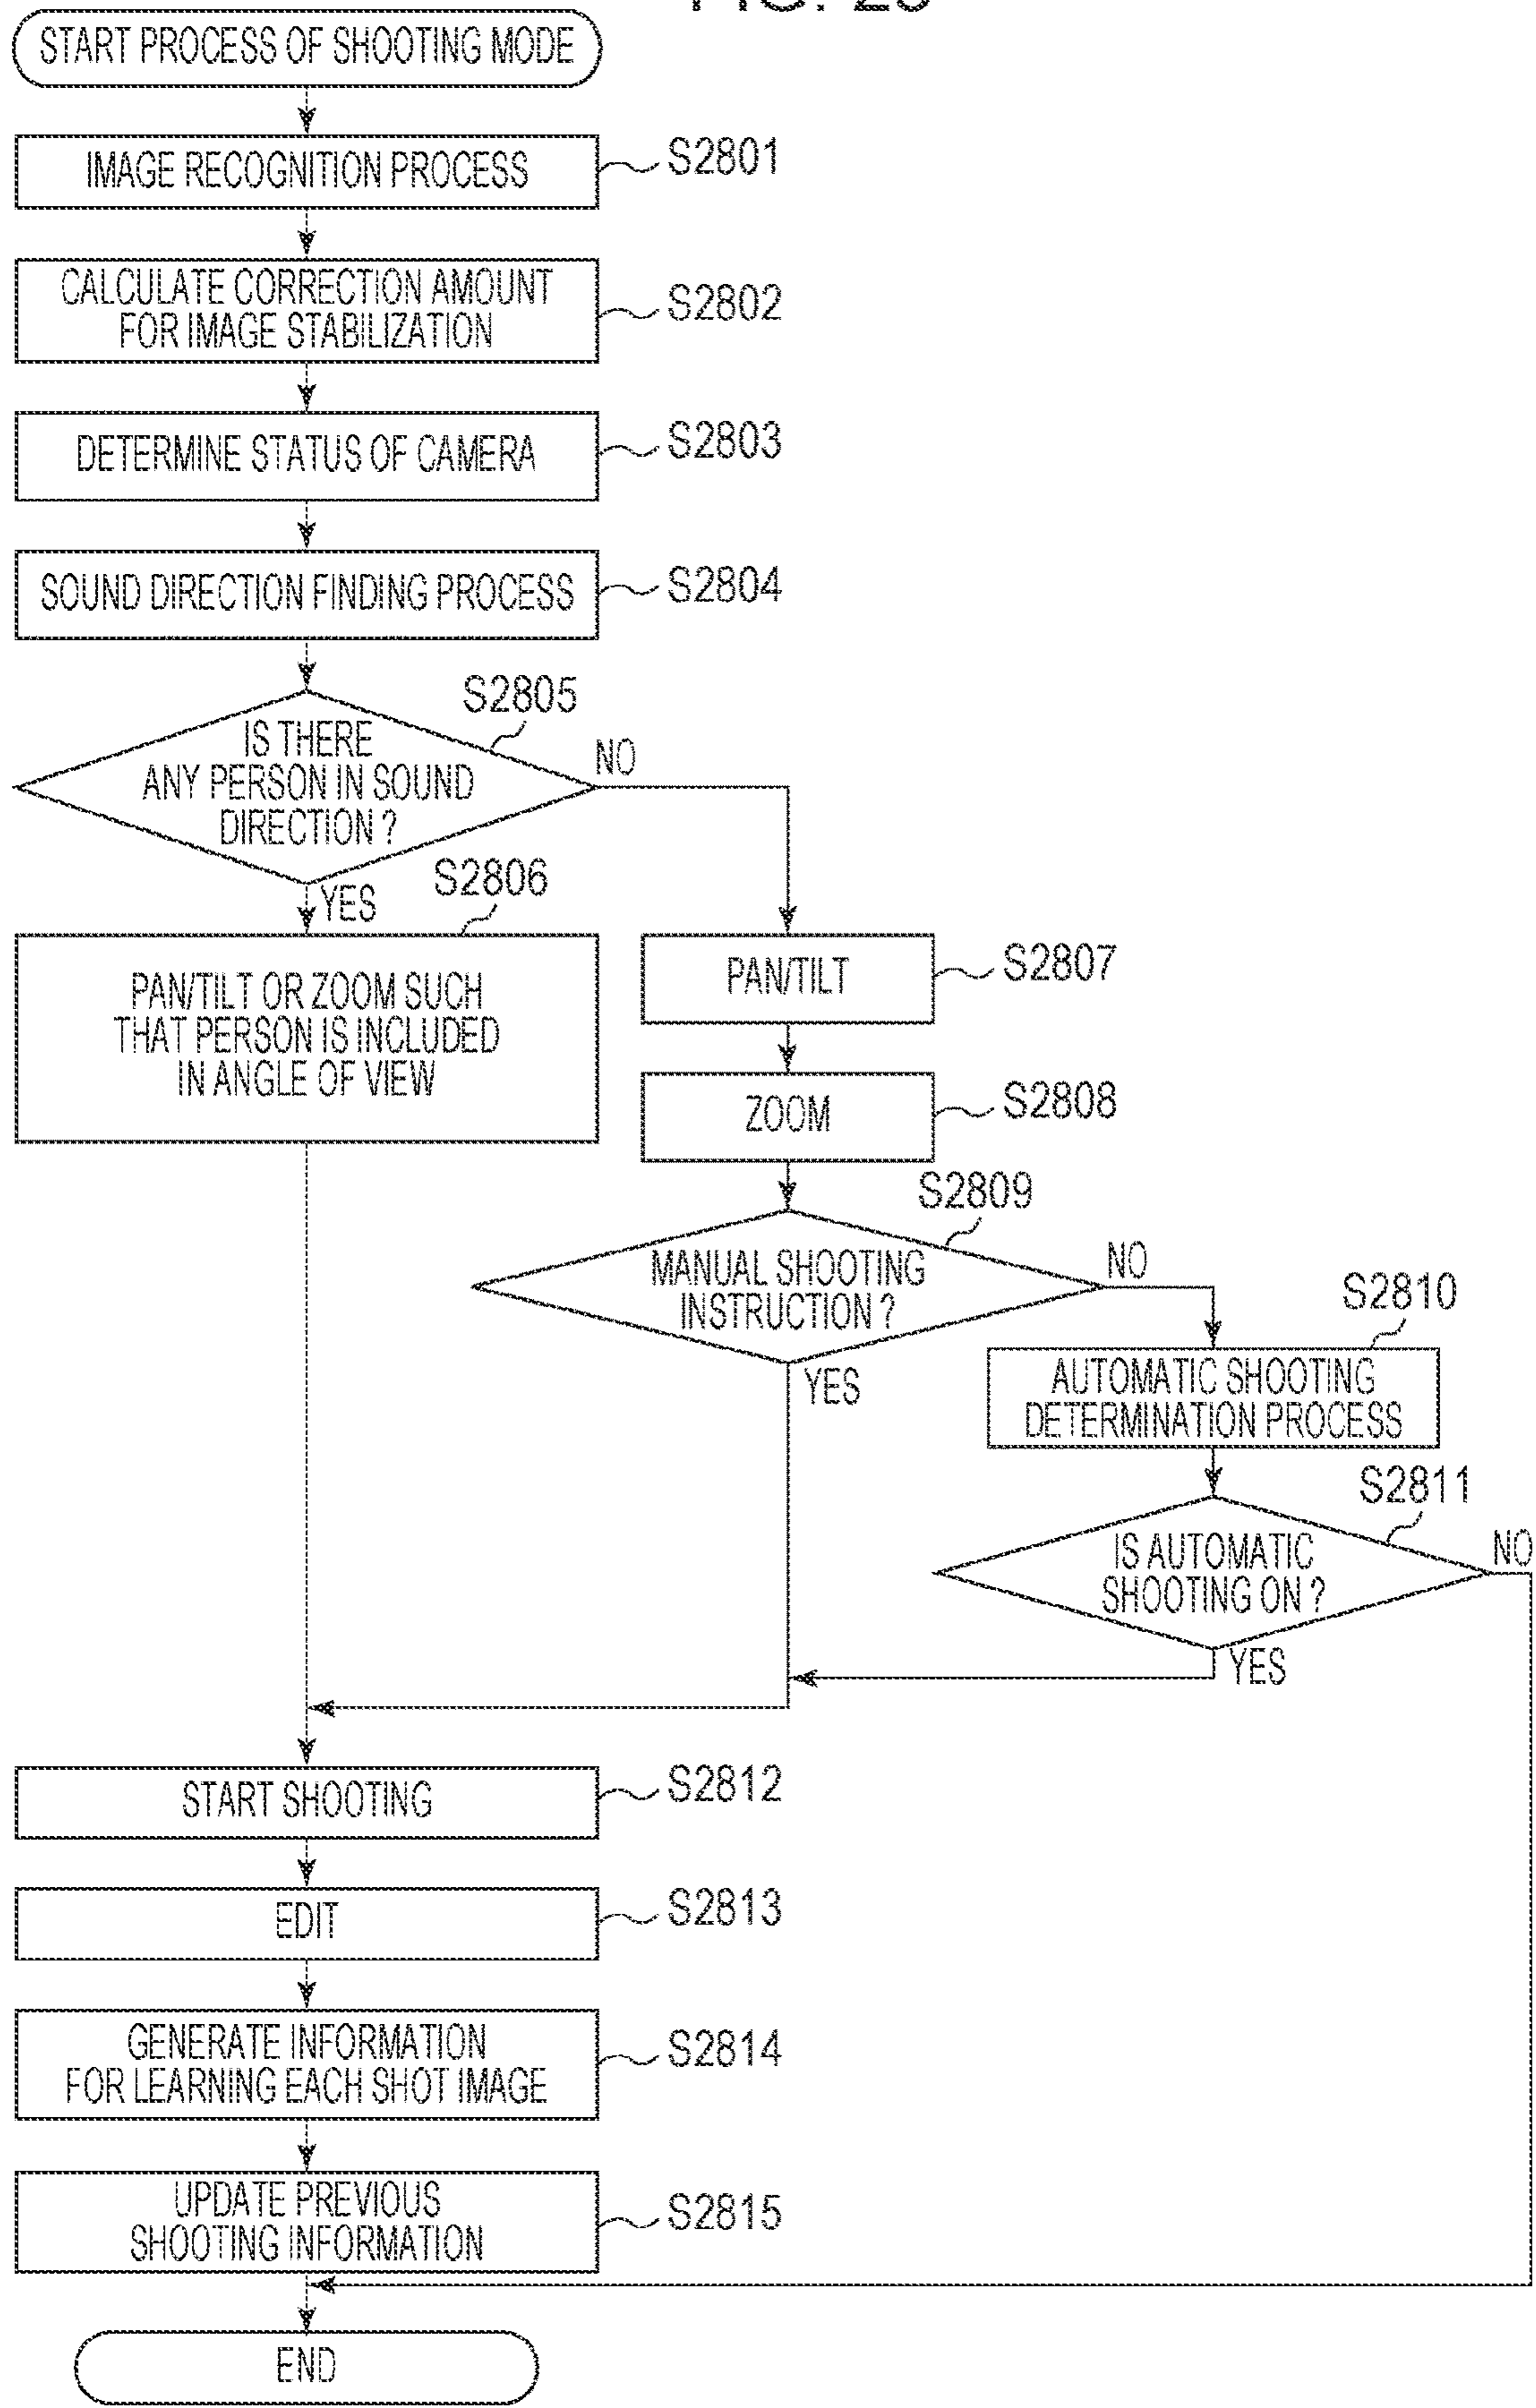 START PROCESS OF SHOOTING MODE
IMAGE RECOGNITION PROCESS
S2801
CALCULATE CORRECTION AMOUNT
FOR IMAGE STABILIZATION
S2802
DETERMINE STATUS OF CAMERA
S2803
SOUND DIRECTION FINDING PROCESS
S2804
S2805
IS THERE
ANY PERSON IN SOUND
DIRECTION ?
NO
YES
S2806
PAN/TILT OR ZOOM SUCH
THAT PERSON IS INCLUDED
IN ANGLE OF VIEW
PAN/TILT
S2807
ZOOM
S2808
S2809
MANUAL SHOOTING
INSTRUCTION ?
NO
YES
S2810
AUTOMATIC SHOOTING
DETERMINATION PROCESS
S2811
IS AUTOMATIC
SHOOTING ON ?
NO
YES
START SHOOTING
S2812
EDIT
S2813
GENERATE INFORMATION
FOR LEARNING EACH SHOT IMAGE
S2814
UPDATE PREVIOUS
SHOOTING INFORMATION
S2815
END